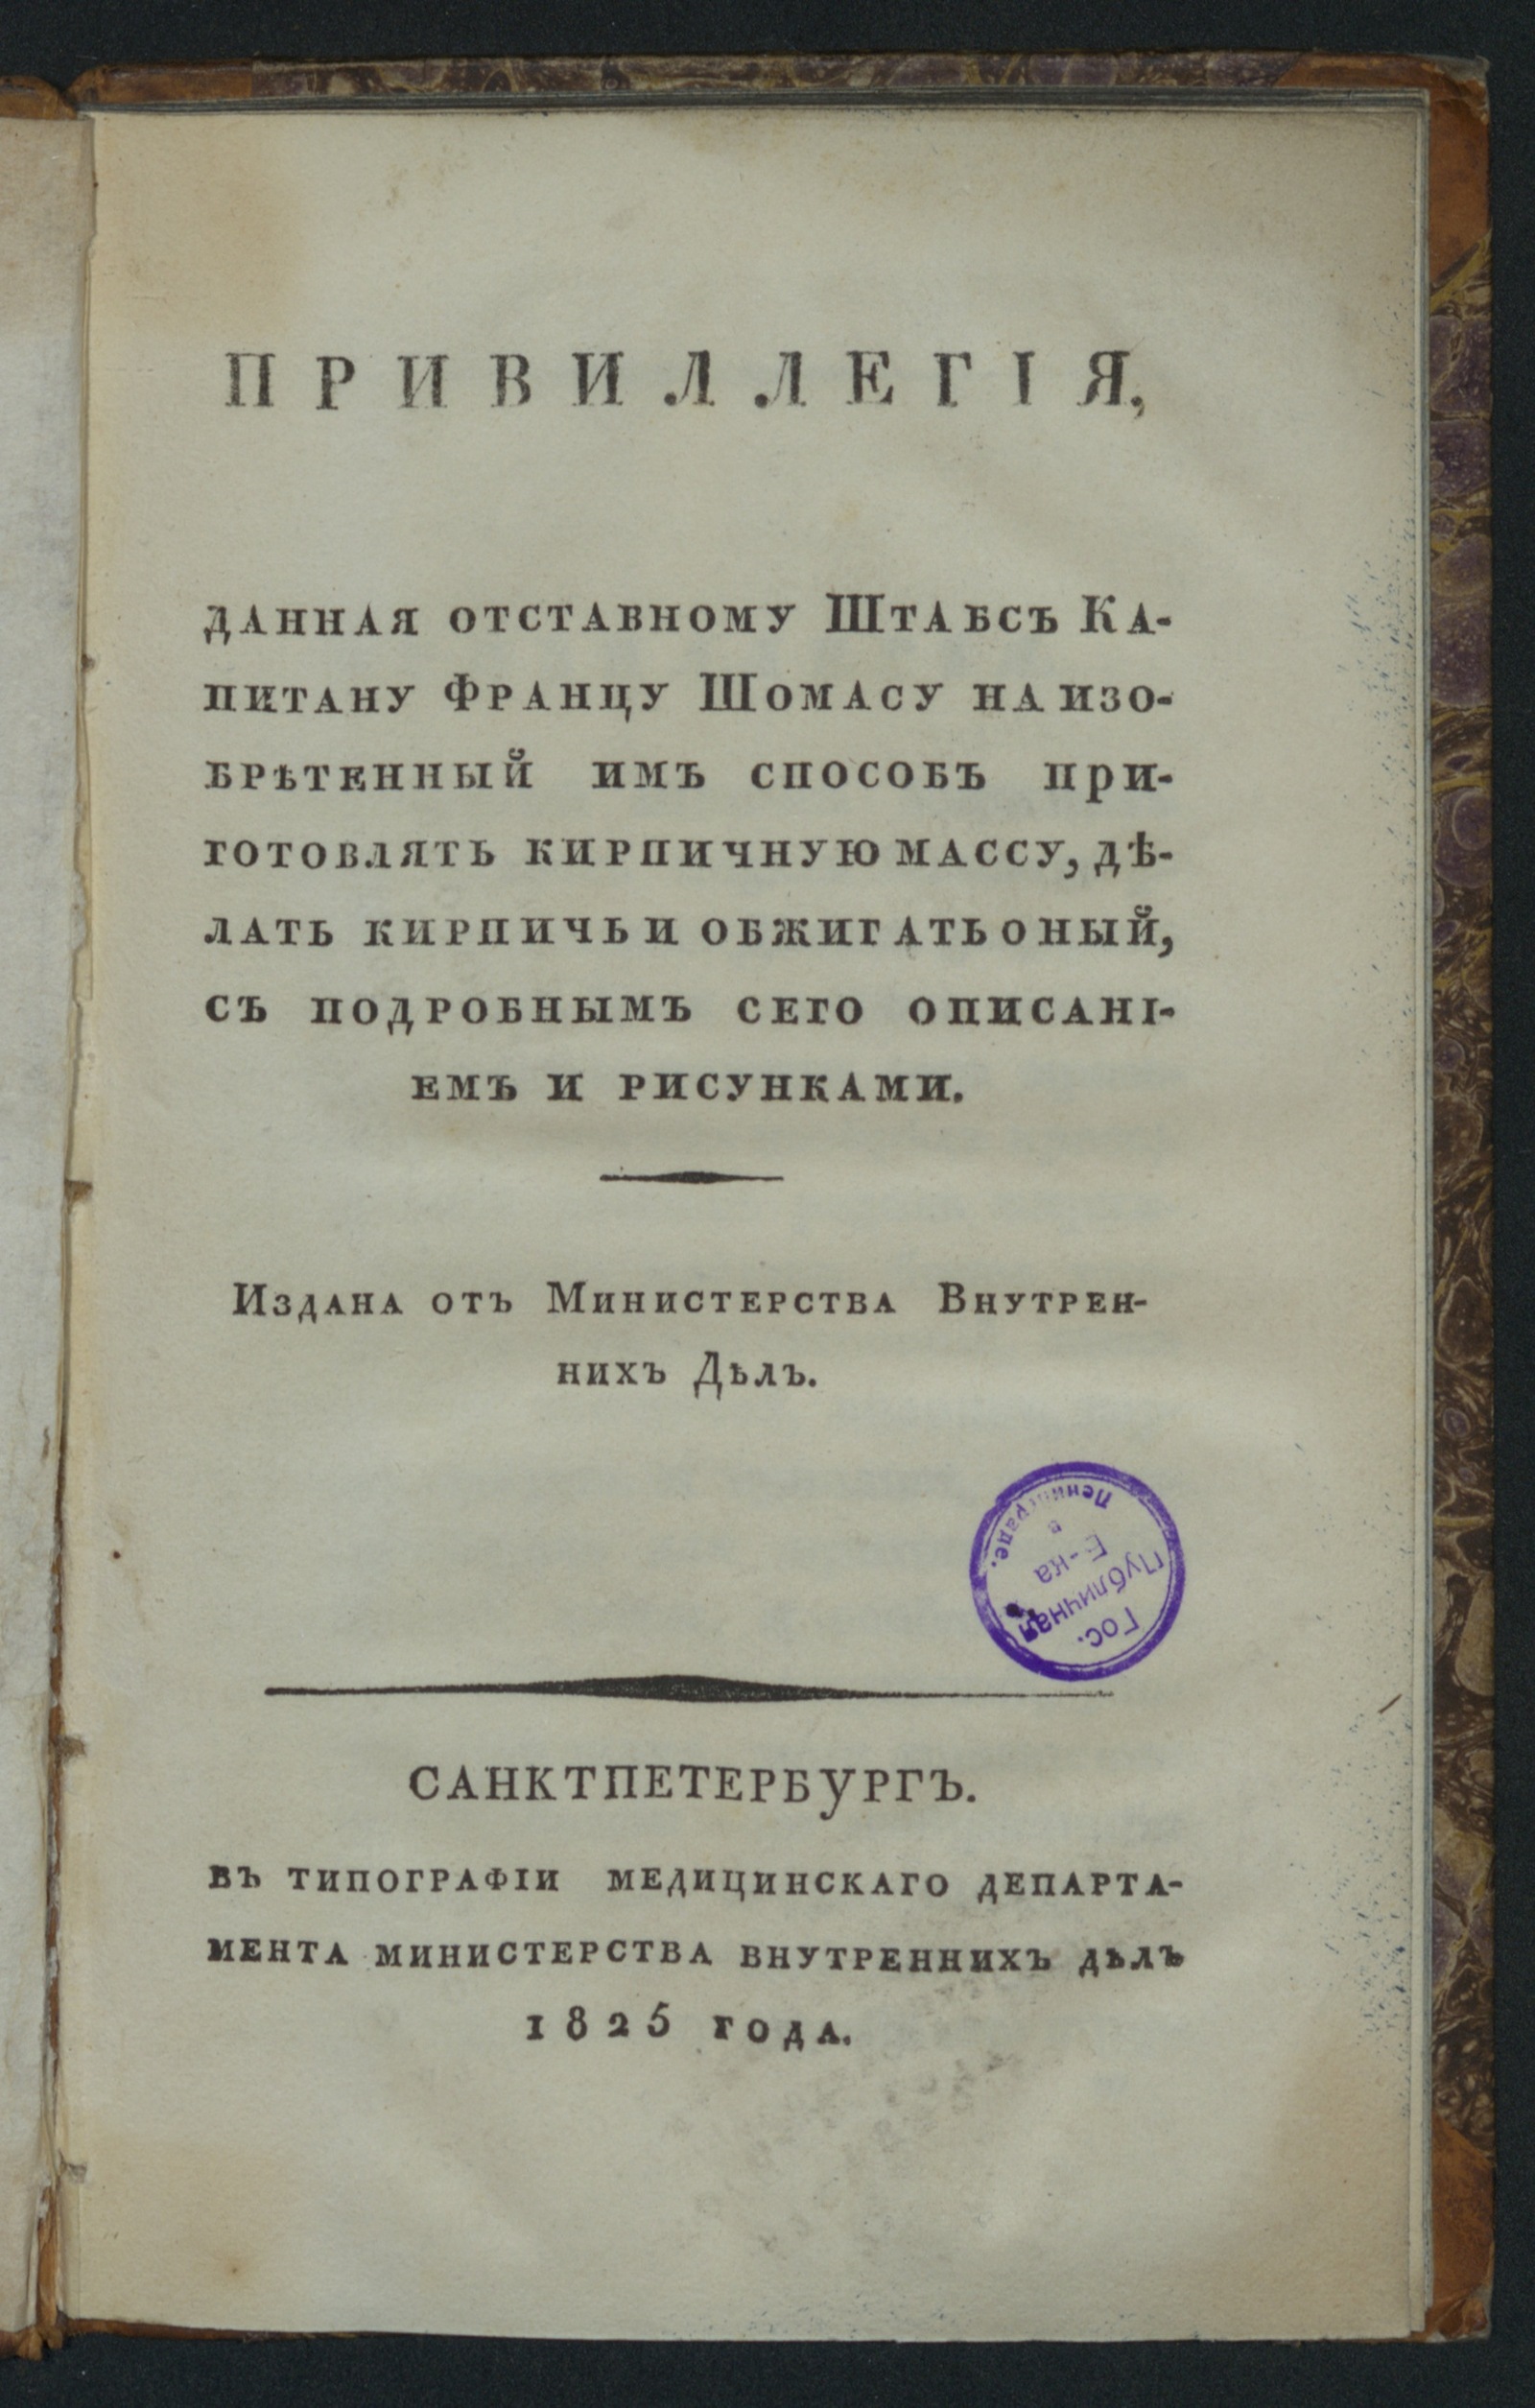 ПРИВИЛЛЕГІЯ,
ДАННАЯ ОТСТАВНОМУ ШТАБСЪ КА-
ПИТАНУ ФРАНЦУ ШОМАСУ НА ИЗО-
БРѢТЕННЫЙ ИМЪ СПОСОБЪ при-
ГОТОВЛЯТЬ КИРПИЧНУЮ МАССУ, ДѢ-
ЛАТЬ КИРПИЧЬ И ОБЖИГАТЬ ОНЫЙ,
СЪ ПОДРОБНЫМЪ СЕГО ОПИСАНІ-
ЕМЪ И РИСУНКАМИ.
ИЗДАНА ОТЪ МИНИСТЕРСТВА ВНУТРЕН-
НИХЪ ДѢЛЪ.
Гос.
Публичная
Б-ка
в
Ленинграде.
САНКТПЕТЕРБУРГЪ.
ВЪ ТИПОГРАФІИ МЕДИЦИНСКАГО ДЕПАРТА-
МЕНТА МИНИСТЕРСТВА ВНУТРЕННИХЪ ДѢЛЪ
1825 ГОДА.